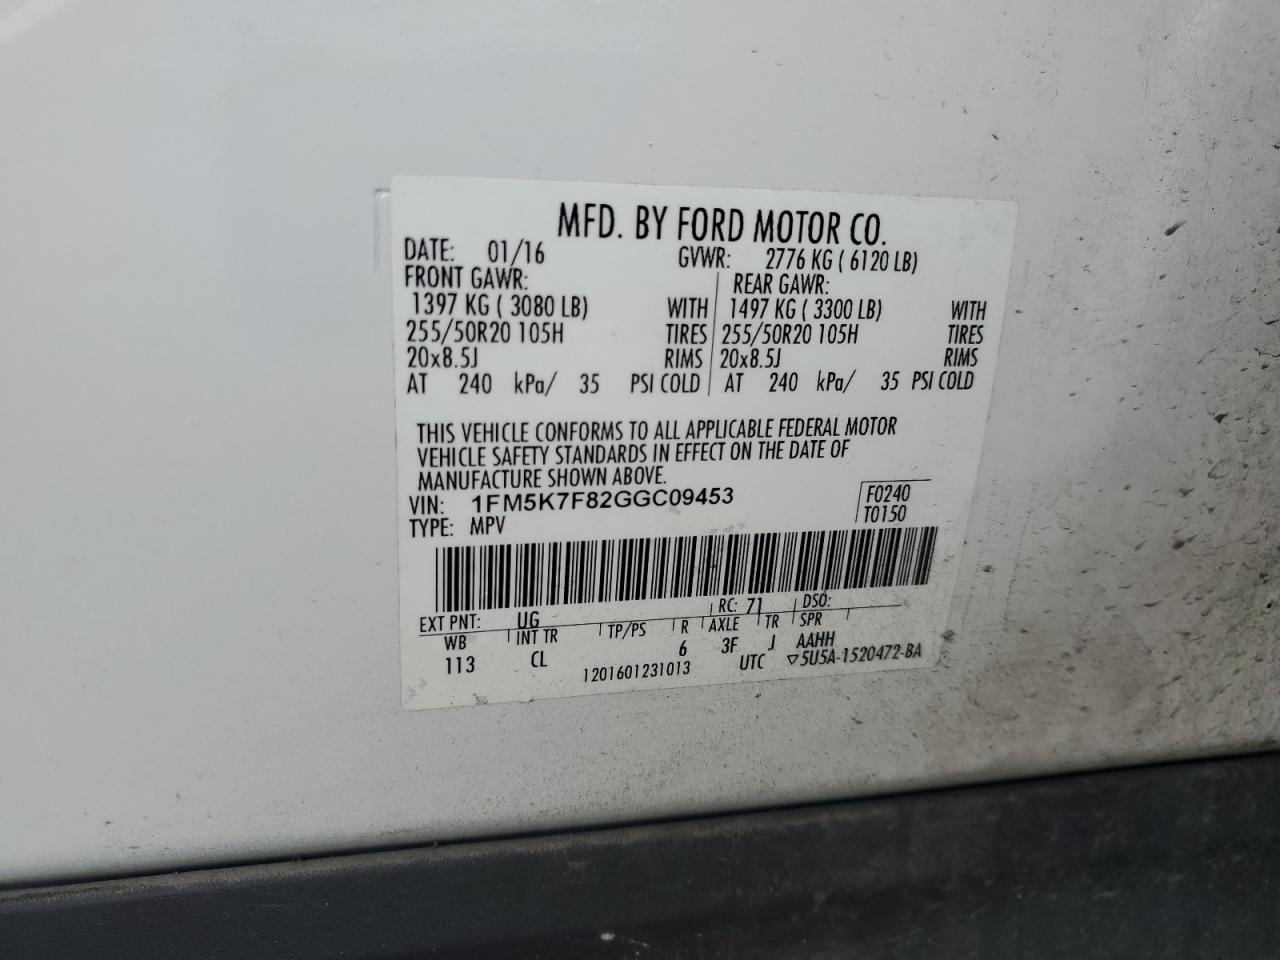 MFD. BY FORD MOTOR CO.
DATE: 01/16 GVWR: 2776 KG ( 6120 LB)
FRONT GAWR: REAR GAWR:
1397 KG ( 3080 LB) WITH 1497 KG ( 3300 LB) WITH
255/50R20 105H TIRES 255/50R20 105H TIRES
20x8.5J RIMS 20x8.5J RIMS
AT 240 kPa/ 35 PSI COLD AT 240 kPa/ 35 PSI COLD
THIS VEHICLE CONFORMS TO ALL APPLICABLE FEDERAL MOTOR
VEHICLE SAFETY STANDARDS IN EFFECT ON THE DATE OF
MANUFACTURE SHOWN ABOVE.
VIN: 1FM5K7F82GGC09453 F0240
TYPE: MPV T0150
EXT PNT: UG RC: 71 DSO:
WB INT TR TP/PS R AXLE TR SPR
113 CL 6 3F J AAHH
1201601231013 UTC ▽5U5A-1520472-BA